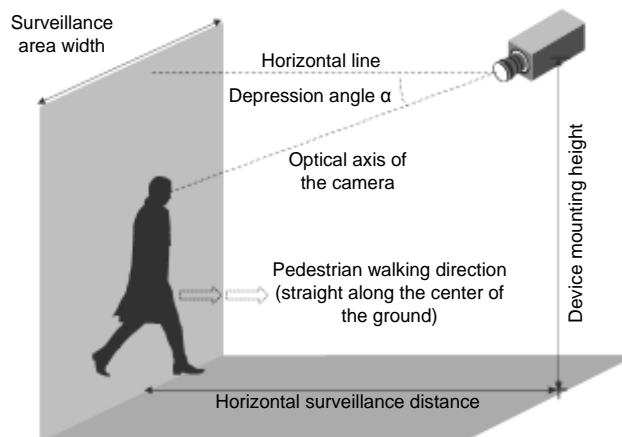 Surveillance
area width
Horizontal line
Depression angle α
Optical axis of
the camera
Device mounting height
Pedestrian walking direction
(straight along the center of
the ground)
Horizontal surveillance distance